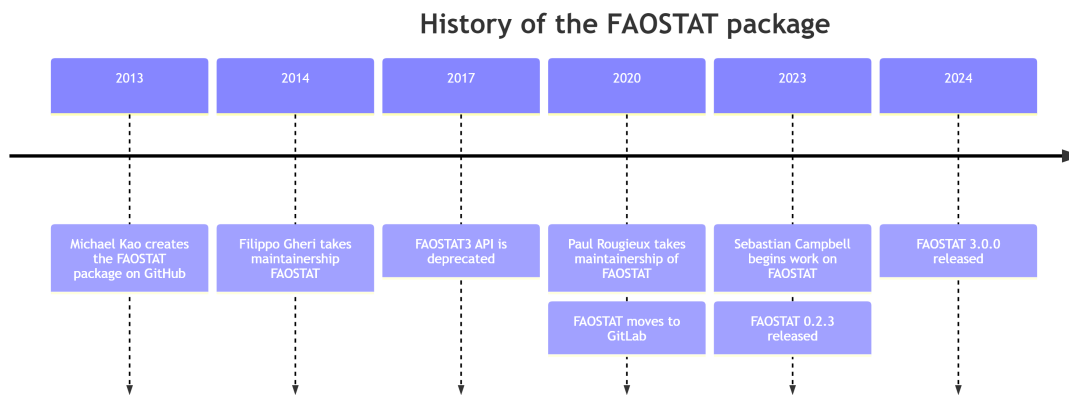 History of the FAOSTAT package
2013
2014
2017
2020
2023
2024
Michael Kao creates
the FAOSTAT
package on GitHub
Filippo Gheri takes
maintainership
FAOSTAT
FAOSTAT3 API is
deprecated
Paul Rougieux takes
maintainership of
FAOSTAT
FAOSTAT moves to
GitLab
Sebastian Campbell
begins work on
FAOSTAT
FAOSTAT 0.2.3
released
FAOSTAT 3.0.0
released